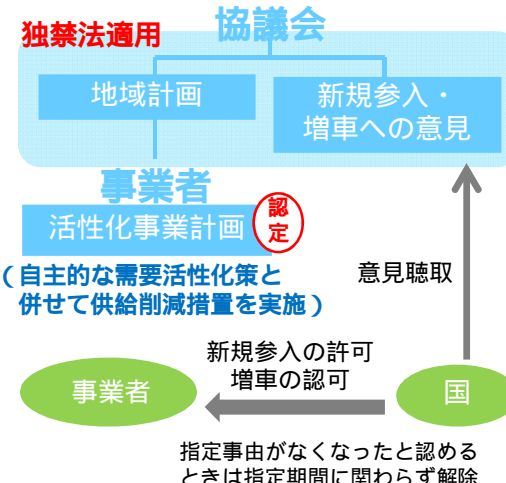 独禁法適用
協議会
地域計画
新規参入・
増車への意見
事業者
活性化事業計画
認
定
(自主的な需要活性化策と
併せて供給削減措置を実施)
意見聴取
新規参入の許可
増車の認可
事業者
国
指定事由がなくなったと認める
ときは指定期間に関わらず解除